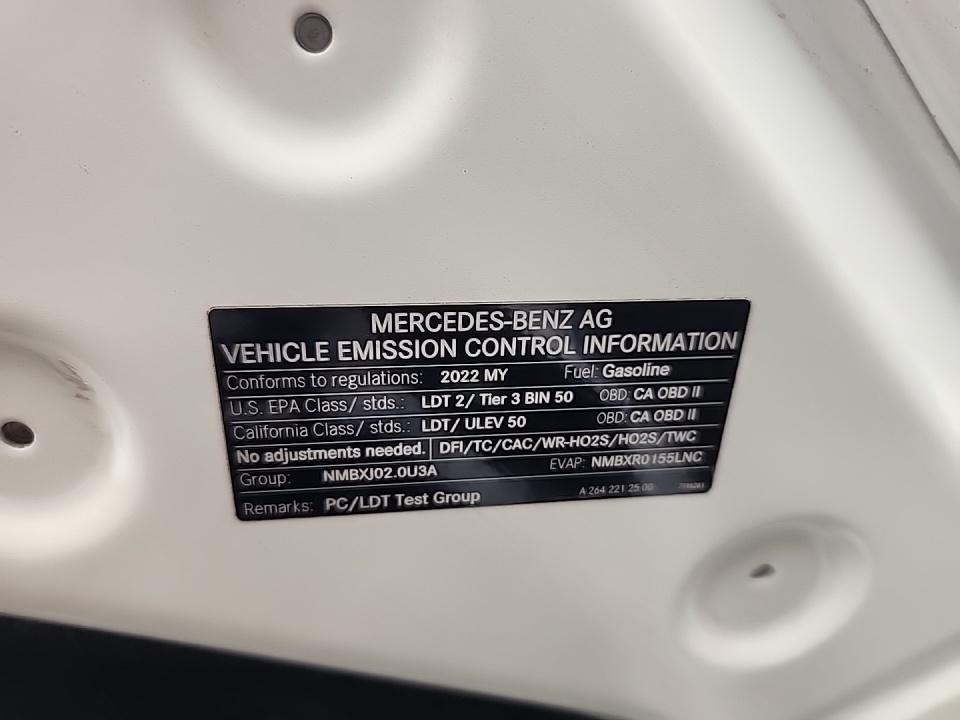 MERCEDES-BENZ AG
VEHICLE EMISSION CONTROL INFORMATION
Conforms to regulations: 2022 MY Fuel: Gasoline
U.S. EPA Class/ stds.: LDT 2/ Tier 3 BIN 50 OBD: CA OBD II
California Class/ stds.: LDT/ ULEV 50 OBD: CA OBD II
No adjustments needed. DFI/TC/CAC/WR-HO2S/HO2S/TWC
Group: NMBXJ02.0U3A EVAP: NMBXR0155LNC
Remarks: PC/LDT Test Group A 264 221 25 00